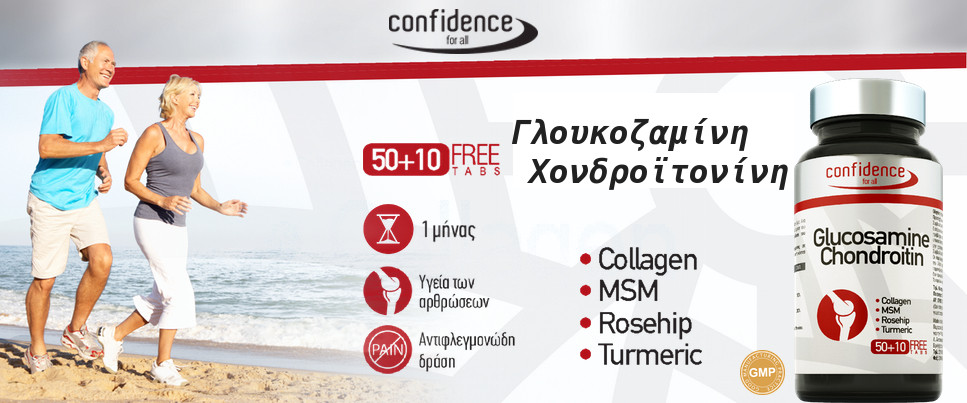 confidence
for all
Γλουκοζαμίνη
Χονδροϊτονίνη
50+10 FREE
TABS
1 μήνας
Υγεία των
αρθρώσεων
PAIN
Αντιφλεγμονώδη
δράση
• Collagen
• MSM
• Rosehip
• Turmeric
GMP
confidence
for all
Glucosamine
Chondroitin
• Collagen
• MSM
• Rosehip
• Turmeric
50+10 FREE
TABS